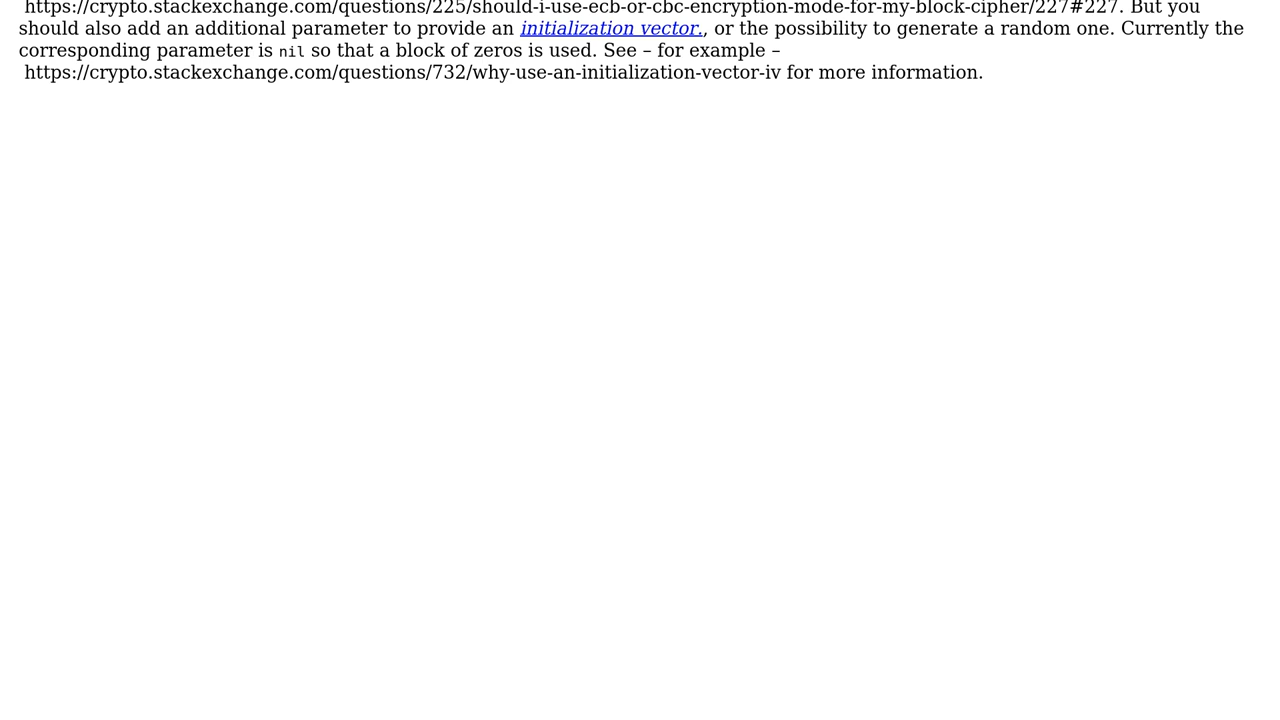 https://crypto.stackexchange.com/questions/225/should-i-use-ecb-or-cbc-encryption-mode-for-my-block-cipher/227#227. But you
should also add an additional parameter to provide an initialization vector., or the possibility to generate a random one. Currently the
corresponding parameter is nil so that a block of zeros is used. See – for example –
https://crypto.stackexchange.com/questions/732/why-use-an-initialization-vector-iv for more information.